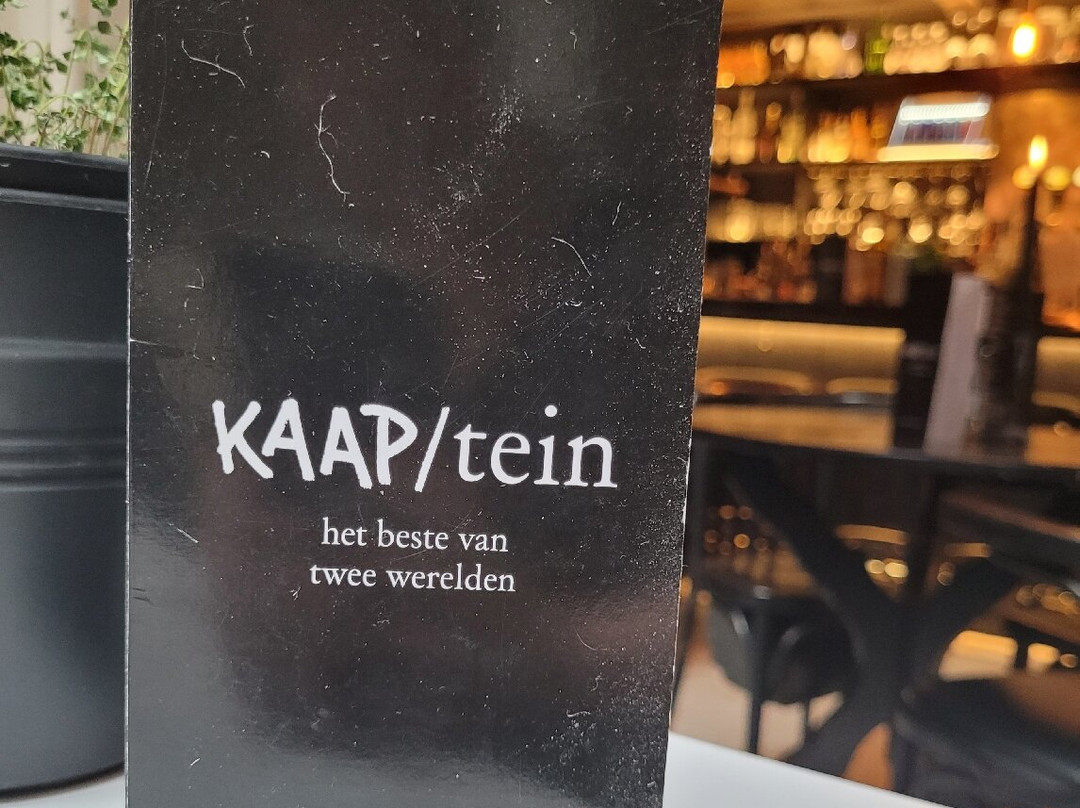 KAAP/tein
het beste van
twee werelden